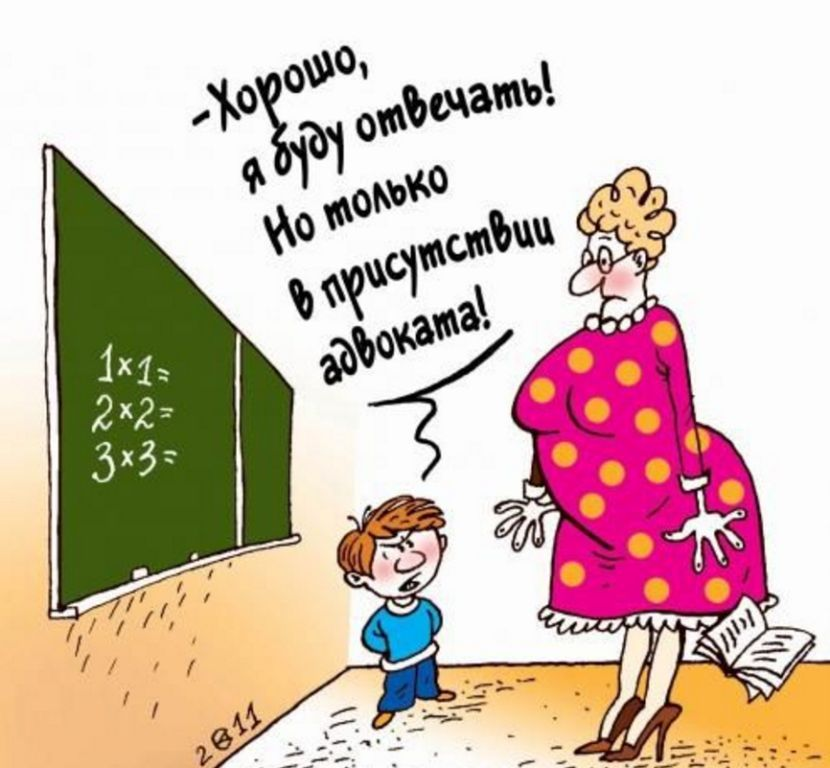 -Хорошо,
я буду отвечать!
Но только
в присутствии
адвоката!
1×1=
2×2=
3×3=
2011